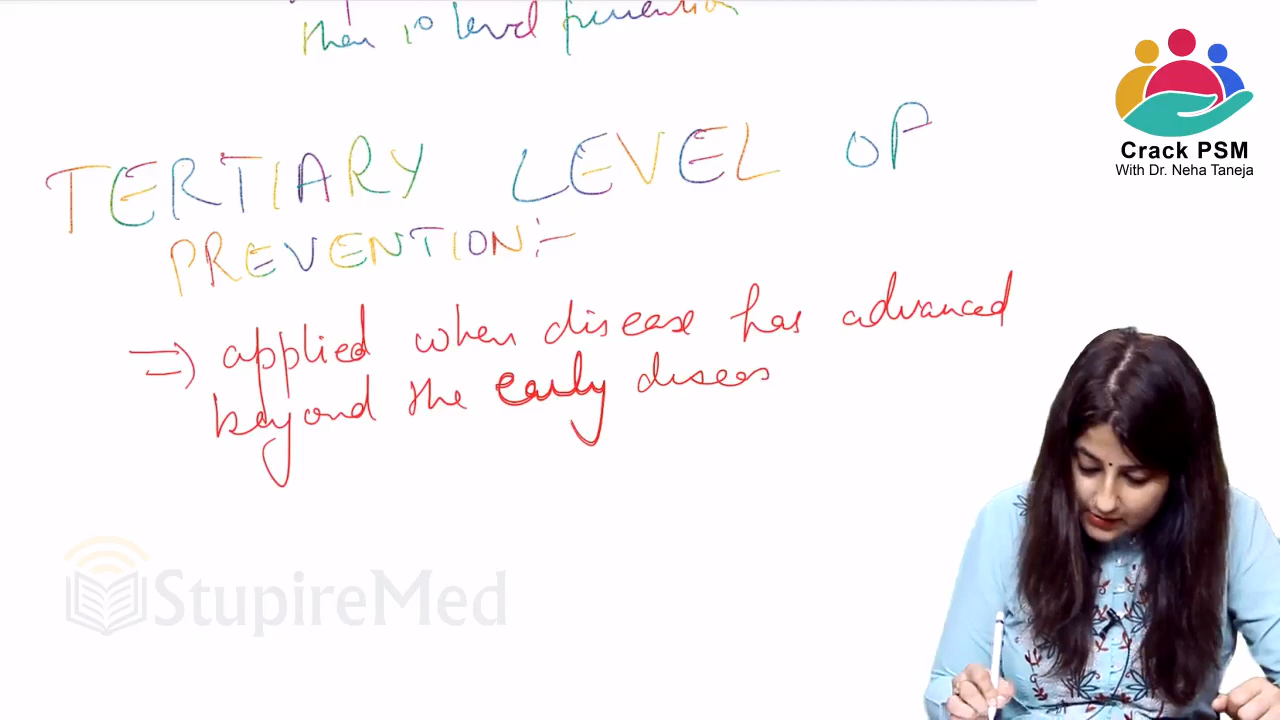 then 1° level prevention
TERTIARY LEVEL OF
PREVENTION:-
=> applied when disease has advanced
beyond the early diseas
Crack PSM
With Dr. Neha Taneja
StupireMed